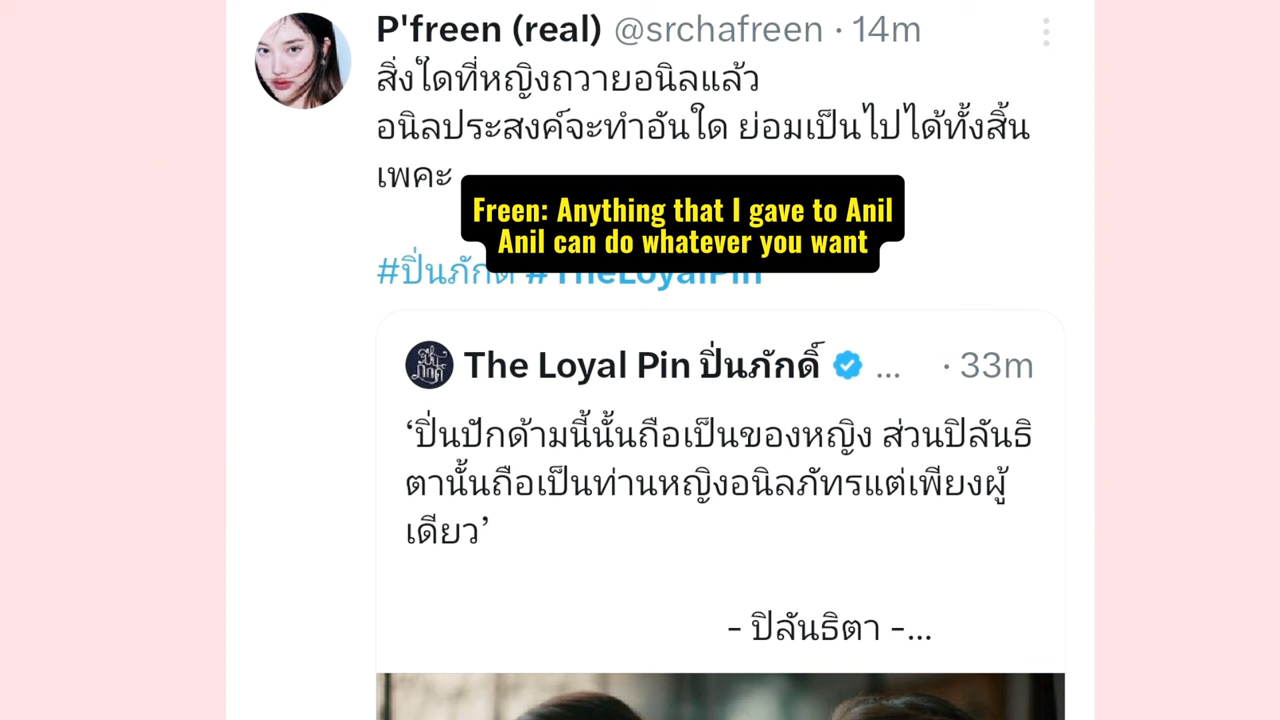 P'freen (real) @srchafreen · 14m
สิ่งใดที่หญิงถวายอนิลแล้ว
อนิลประสงค์จะทำอันใด ย่อมเป็นไปได้ทั้งสิ้น
เพคะ
Freen: Anything that I gave to Anil
Anil can do whatever you want
#ปิ่นภักดิ์ #TheLoyalPin
The Loyal Pin ปิ่นภักดิ์ ... · 33m
‘ปิ่นปักด้ามนี้นั้นถือเป็นของหญิง ส่วนปิลันธิ
ตานั้นถือเป็นท่านหญิงอนิลภัทรแต่เพียงผู้
เดียว’
- ปิลันธิตา -...